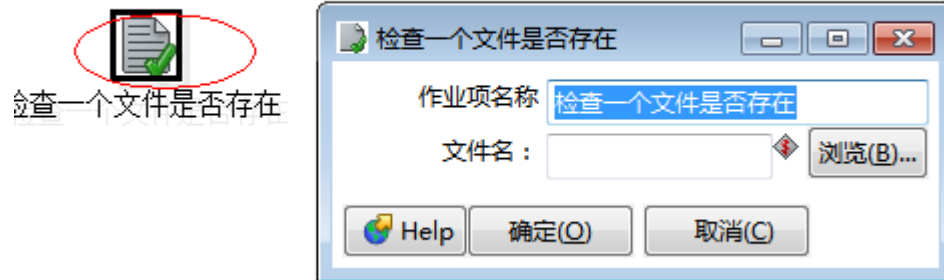 检查一个文件是否存在
检查一个文件是否存在
作业项名称 检查一个文件是否存在
文件名： 浏览(B)...
Help 确定(O) 取消(C)